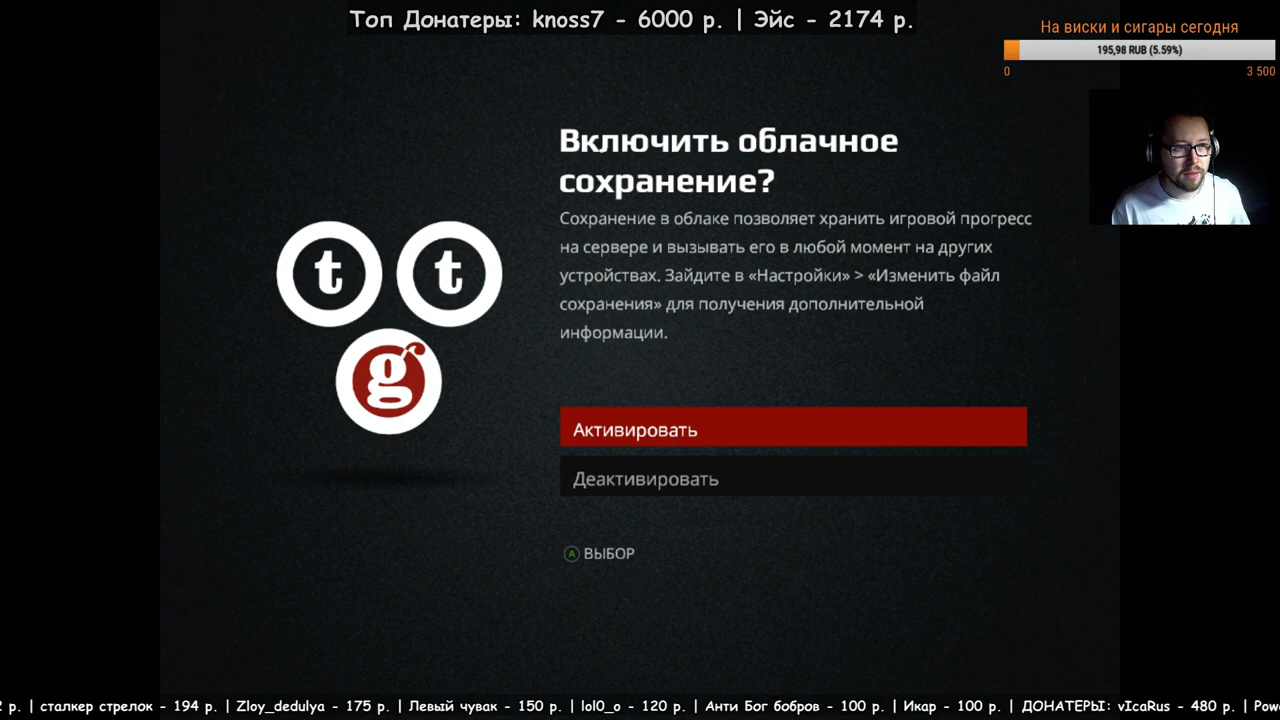 Топ Донатеры: knoss7 - 6000 р. | Эйс - 2174 р.
На виски и сигары сегодня
195,98 RUB (5.59%)
0
3 500
Включить облачное
сохранение?
Сохранение в облаке позволяет хранить игровой прогресс
на сервере и вызывать его в любой момент на других
устройствах. Зайдите в «Настройки» > «Изменить файл
сохранения» для получения дополнительной
информации.
t t
g
Активировать
Деактивировать
A ВЫБОР
р. | сталкер стрелок - 194 р. | Zloy_dedulya - 175 р. | Левый чувак - 150 р. | lol0_o - 120 р. | Анти Бог бобров - 100 р. | Икар - 100 р. | ДОНАТЕРЫ: vIcaRus - 480 р. |